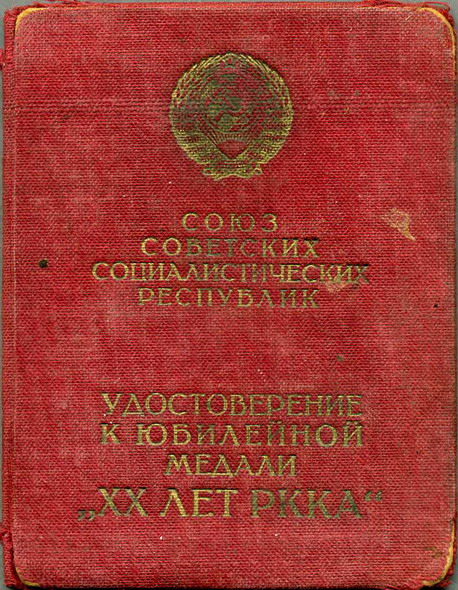 СОЮЗ
СОВЕТСКИХ
СОЦИАЛИСТИЧЕСКИХ
РЕСПУБЛИК
УДОСТОВЕРЕНИЕ
К ЮБИЛЕЙНОЙ
МЕДАЛИ
„XX ЛЕТ РККА“